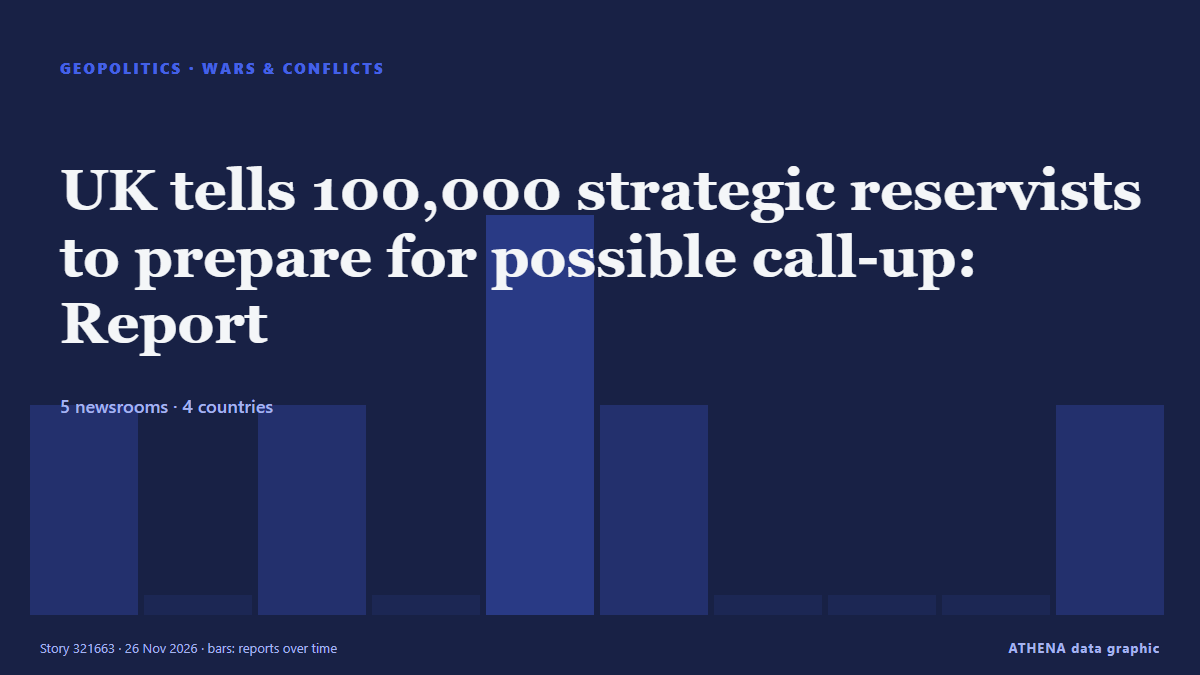 GEOPOLITICS · WARS & CONFLICTS
UK tells 100,000 strategic reservists
to prepare for possible call-up:
Report
5 newsrooms · 4 countries
Story 321663 · 26 Nov 2026 · bars: reports over time
ATHENA data graphic